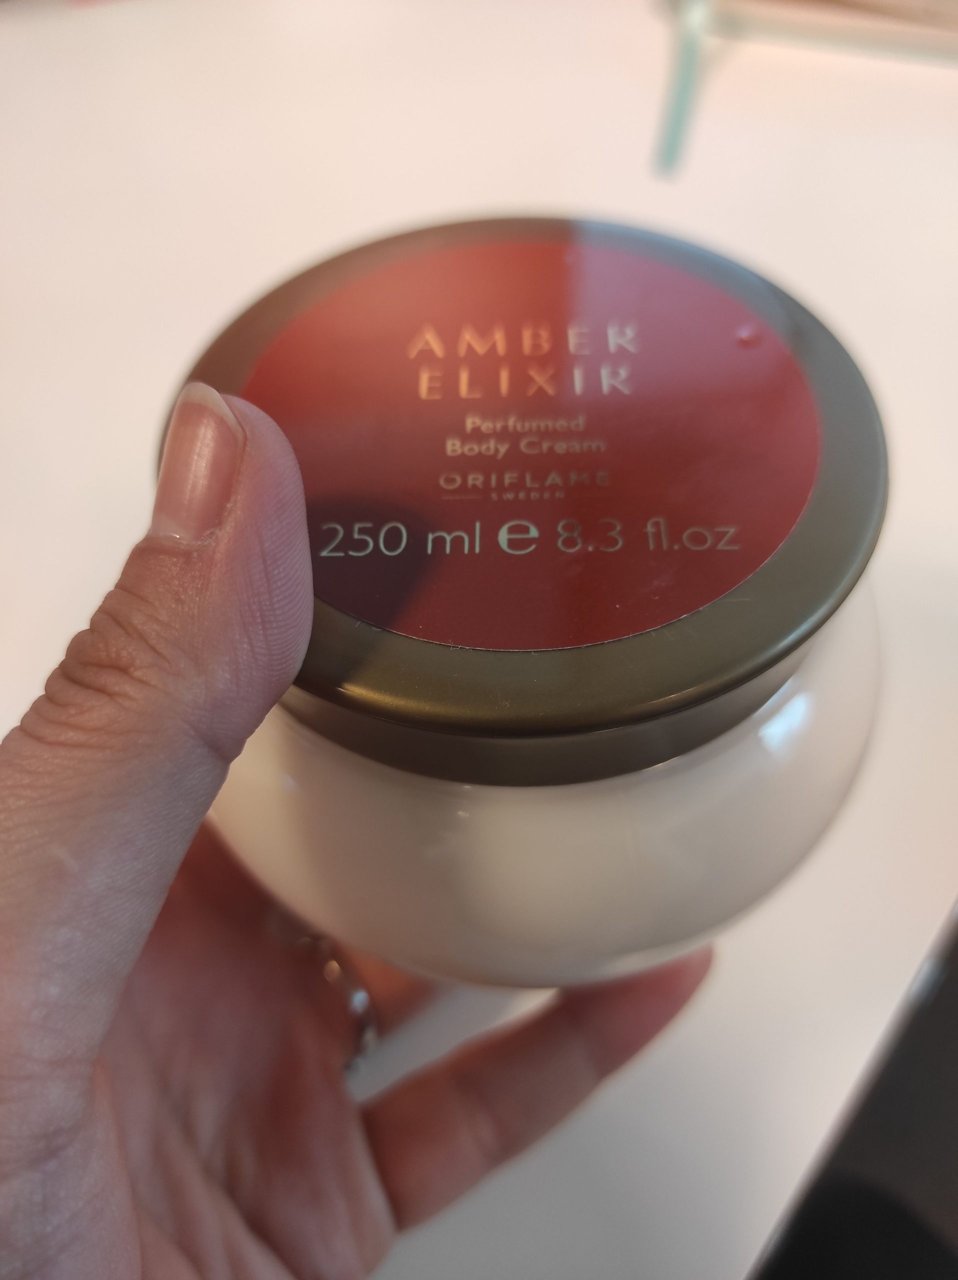 AMBER
ELIXIR
Perfumed
Body Cream
ORIFLAME
SWEDEN
250 ml e 8.3 fl.oz